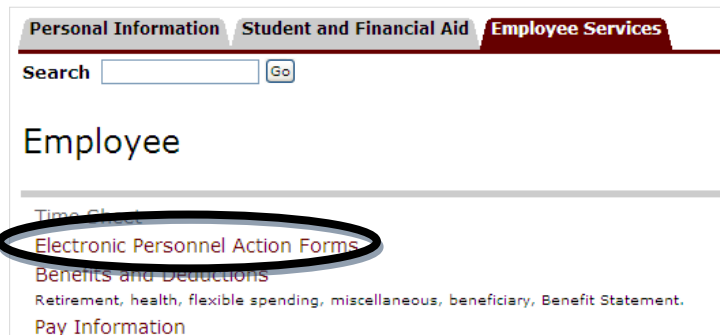 Personal Information Student and Financial Aid Employee Services
Search Go
Employee
Time Sheet
Electronic Personnel Action Forms
Benefits and Deductions
Retirement, health, flexible spending, miscellaneous, beneficiary, Benefit Statement.
Pay Information